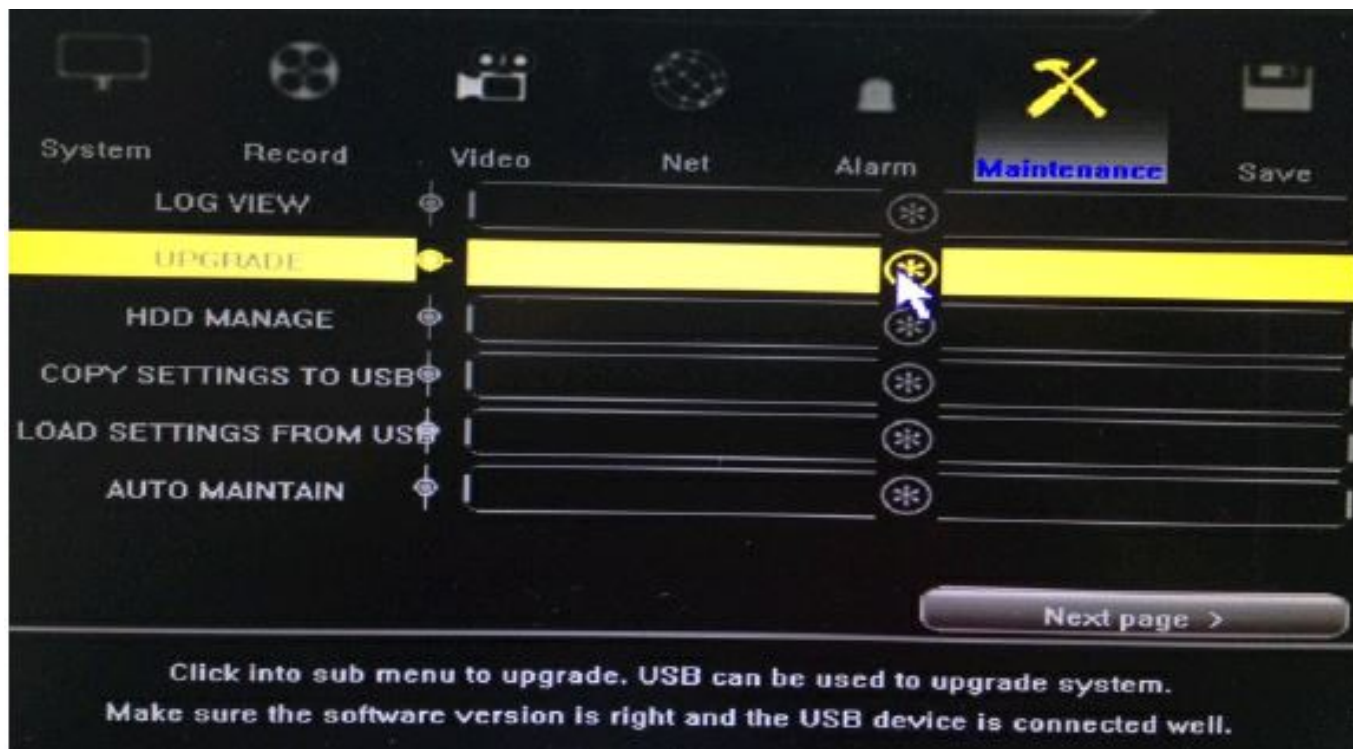 System Record Video Net Alarm Maintenance Save
LOG VIEW
UPGRADE
HDD MANAGE
COPY SETTINGS TO USB
LOAD SETTINGS FROM USB
AUTO MAINTAIN
Next page >
Click into sub menu to upgrade. USB can be used to upgrade system.
Make sure the software version is right and the USB device is connected well.